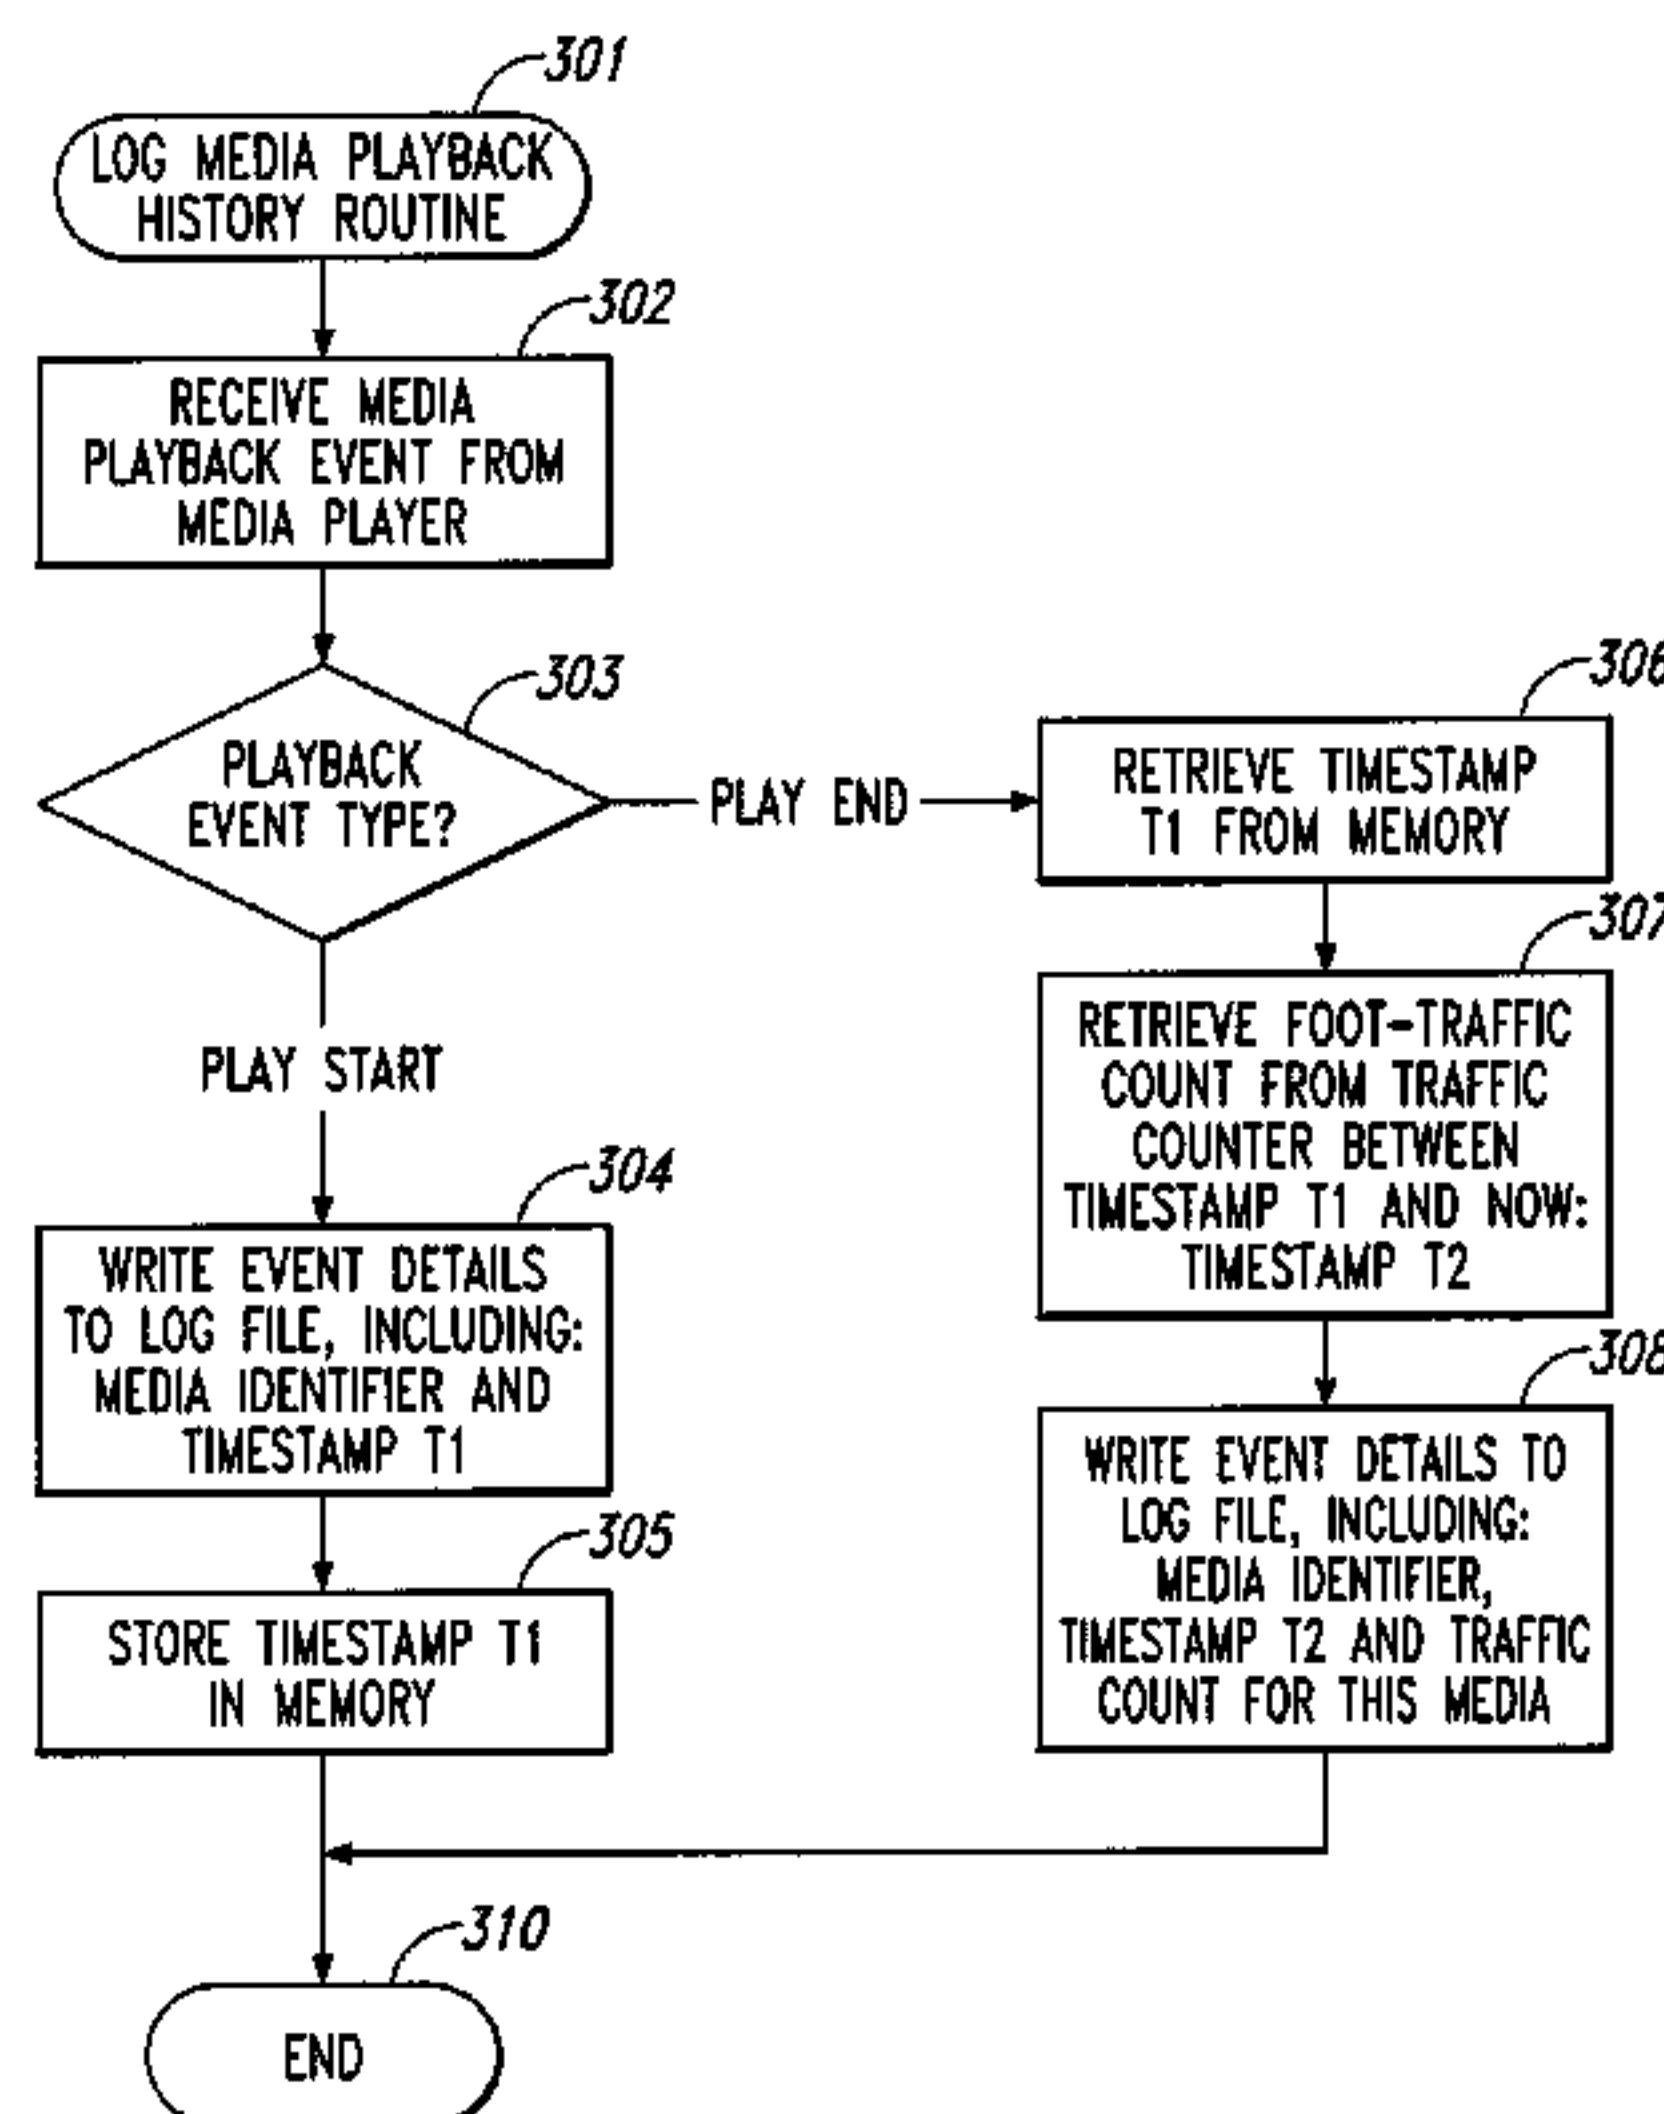 301
LOG MEDIA PLAYBACK
HISTORY ROUTINE
302
RECEIVE MEDIA
PLAYBACK EVENT FROM
MEDIA PLAYER
303
PLAYBACK
EVENT TYPE?
PLAY END
PLAY START
304
WRITE EVENT DETAILS
TO LOG FILE, INCLUDING:
MEDIA IDENTIFIER AND
TIMESTAMP T1
305
STORE TIMESTAMP T1
IN MEMORY
306
RETRIEVE TIMESTAMP
T1 FROM MEMORY
307
RETRIEVE FOOT-TRAFFIC
COUNT FROM TRAFFIC
COUNTER BETWEEN
TIMESTAMP T1 AND NOW:
TIMESTAMP T2
308
WRITE EVENT DETAILS TO
LOG FILE, INCLUDING:
MEDIA IDENTIFIER,
TIMESTAMP T2 AND TRAFFIC
COUNT FOR THIS MEDIA
310
END